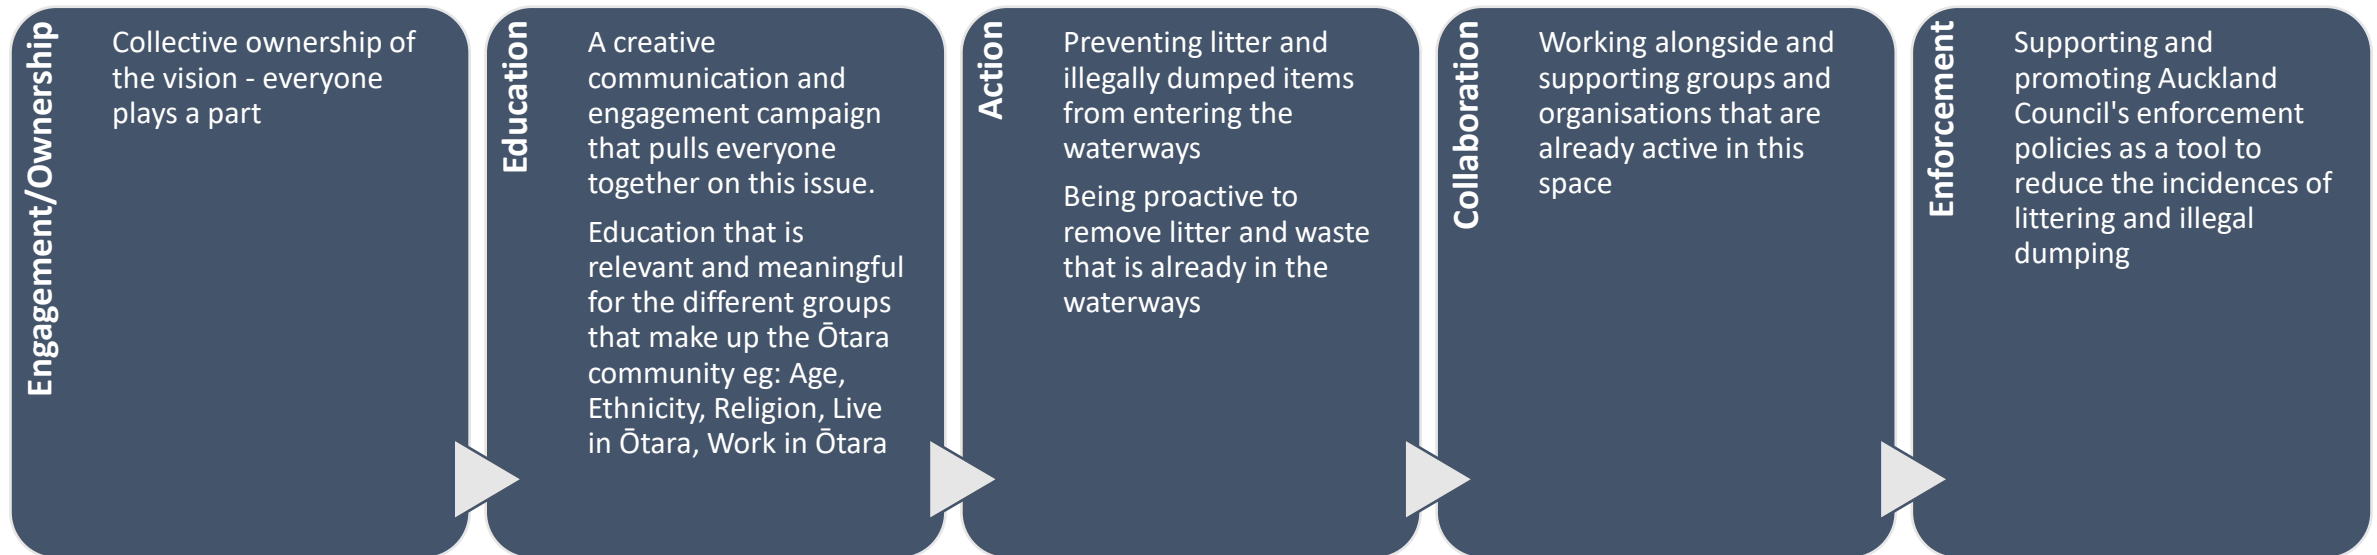 Engagement/Ownership
Collective ownership of
the vision - everyone
plays a part
Education
A creative
communication and
engagement campaign
that pulls everyone
together on this issue.
Education that is
relevant and meaningful
for the different groups
that make up the Ōtara
community eg: Age,
Ethnicity, Religion, Live
in Ōtara, Work in Ōtara
Action
Preventing litter and
illegally dumped items
from entering the
waterways
Being proactive to
remove litter and waste
that is already in the
waterways
Collaboration
Working alongside and
supporting groups and
organisations that are
already active in this
space
Enforcement
Supporting and
promoting Auckland
Council's enforcement
policies as a tool to
reduce the incidences of
littering and illegal
dumping